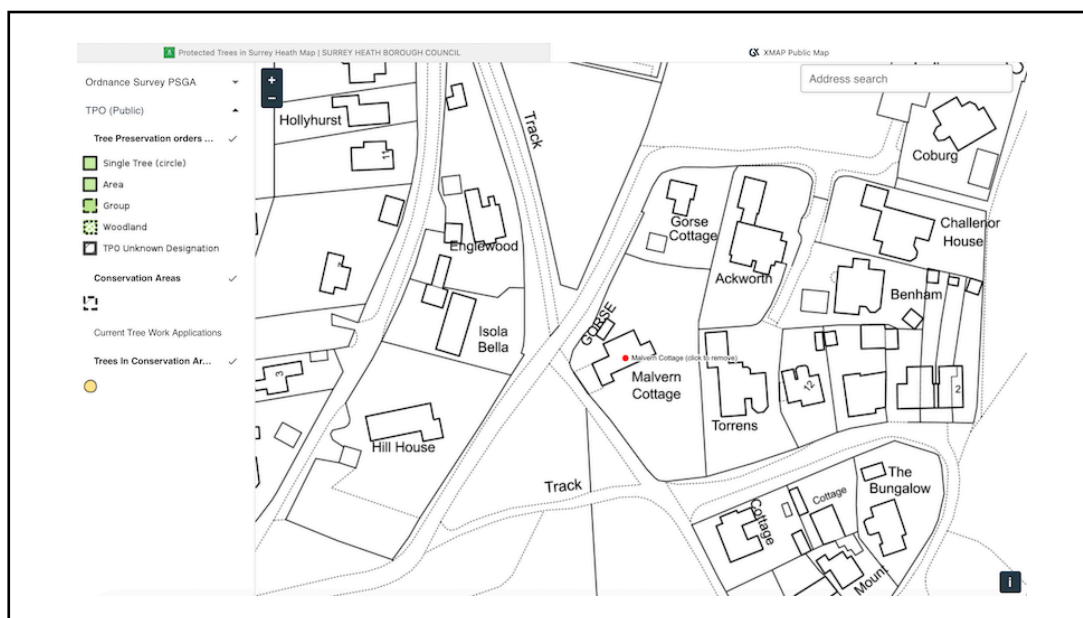 Protected Trees in Surrey Heath Map | SURREY HEATH BOROUGH COUNCIL
XMAP Public Map
Ordnance Survey PSGA
TPO (Public)
Tree Preservation orders ...
Single Tree (circle)
Area
Group
Woodland
TPO Unknown Designation
Conservation Areas
Current Tree Work Applications
Trees In Conservation Ar...
+
−
Address search
Hollyhurst
11
Track
Coburg
Englewood
Gorse
Cottage
Challenor
House
Ackworth
Benham
Isola
Bella
GORSE
Malvern Cottage (click to remove)
Malvern
Cottage
3
12
2
Torrens
Hill House
Track
The
Bungalow
Cottage
Cottage
Mount
i